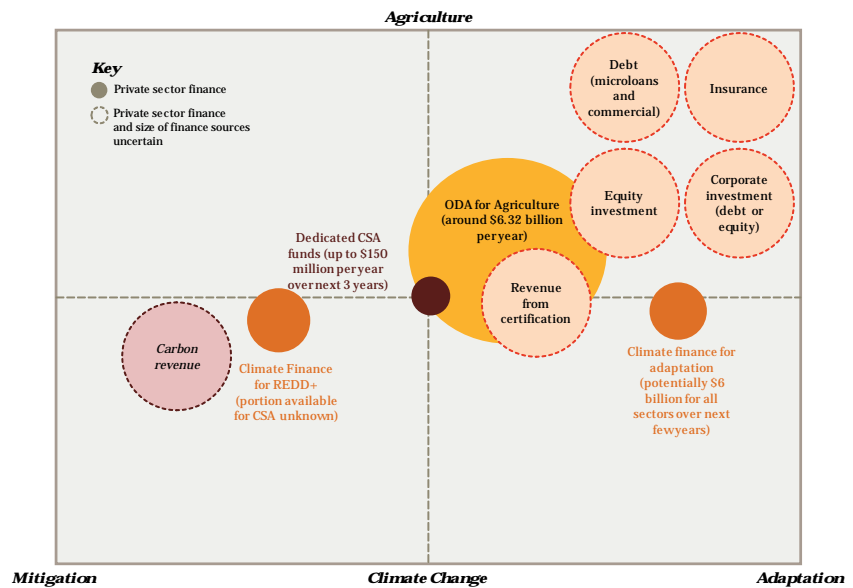 Agriculture
Key
Private sector finance
Private sector finance
and size of finance sources
uncertain
Debt
(microloans
and
commercial)
Insurance
Equity
investment
Corporate
investment
(debt or
equity)
ODA for Agriculture
(around $6.32 billion
per year)
Dedicated CSA
funds (up to $150
million per year
over next 3 years)
Revenue
from
certification
Carbon
revenue
Climate Finance
for REDD+
(portion available
for CSA unknown)
Climate finance for
adaptation
(potentially $6
billion for all
sectors over next
few years)
Mitigation
Climate Change
Adaptation